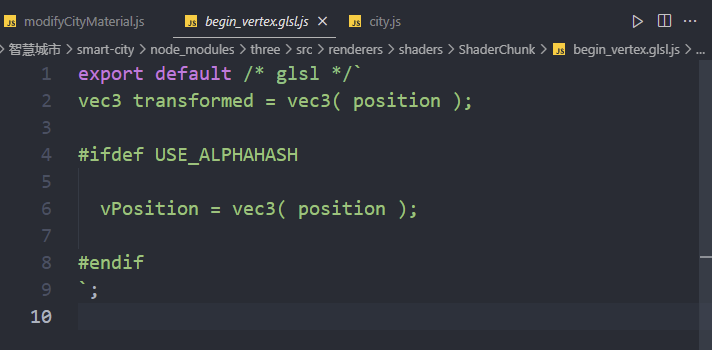 JS modifyCityMaterial.js JS begin_vertex.glsl.js × JS city.js
智慧城市 > smart-city > node_modules > three > src > renderers > shaders > ShaderChunk > JS begin_vertex.glsl.js > ...
1 export default /* glsl */`
2 vec3 transformed = vec3( position );
3
4 #ifdef USE_ALPHAHASH
5
6 vPosition = vec3( position );
7
8 #endif
9 `;
10